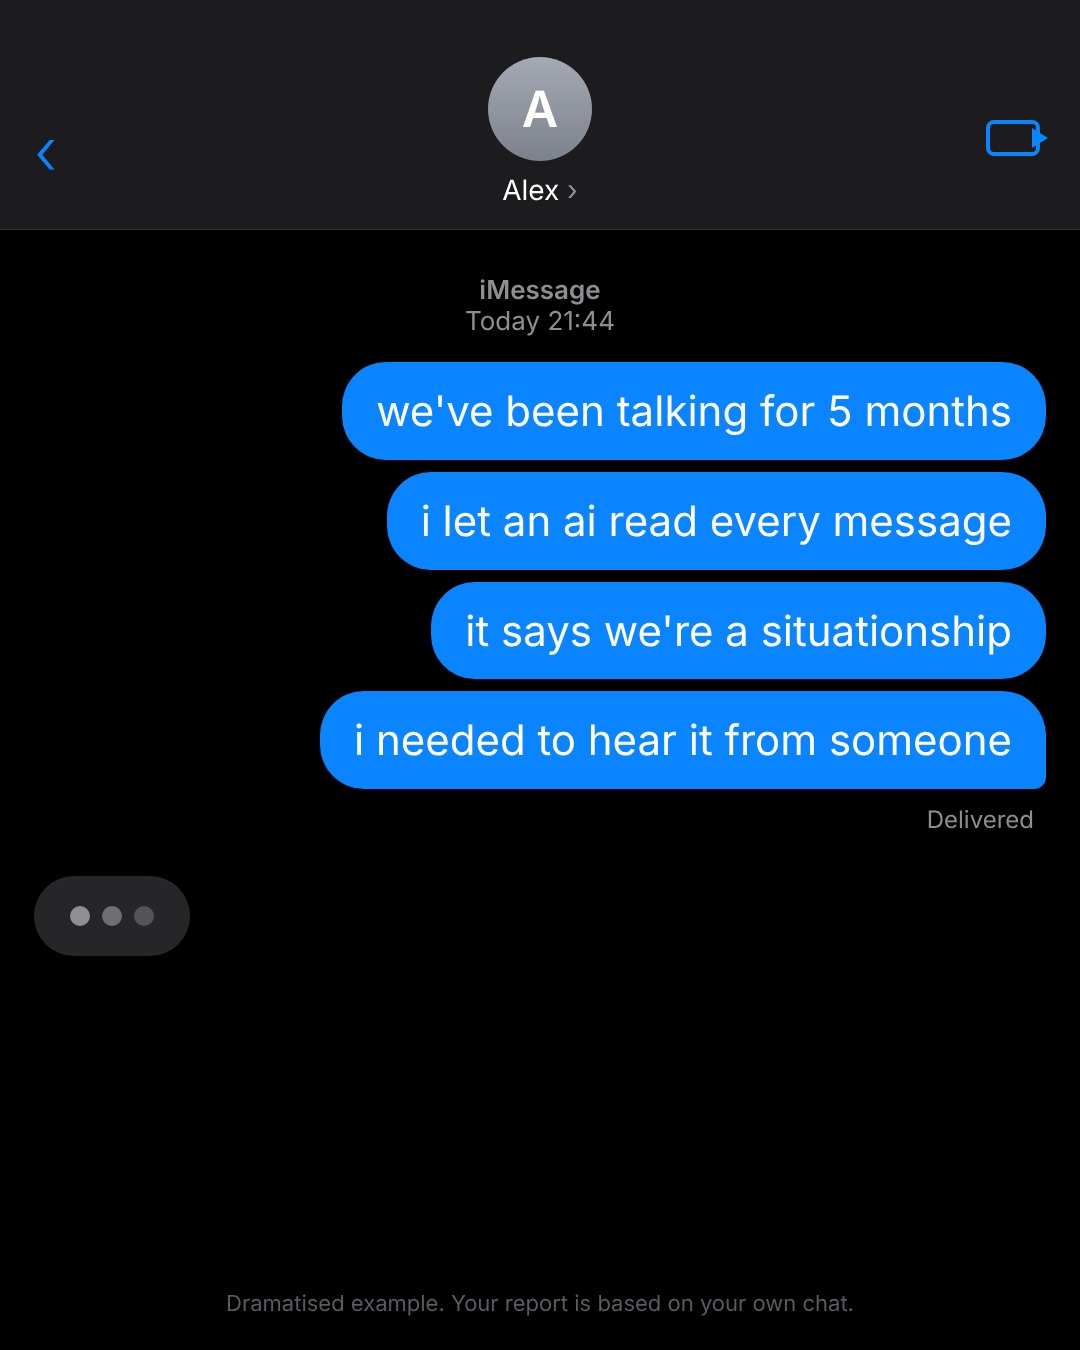 A
Alex ›
iMessage
Today 21:44
we've been talking for 5 months
i let an ai read every message
it says we're a situationship
i needed to hear it from someone
Delivered
Dramatised example. Your report is based on your own chat.